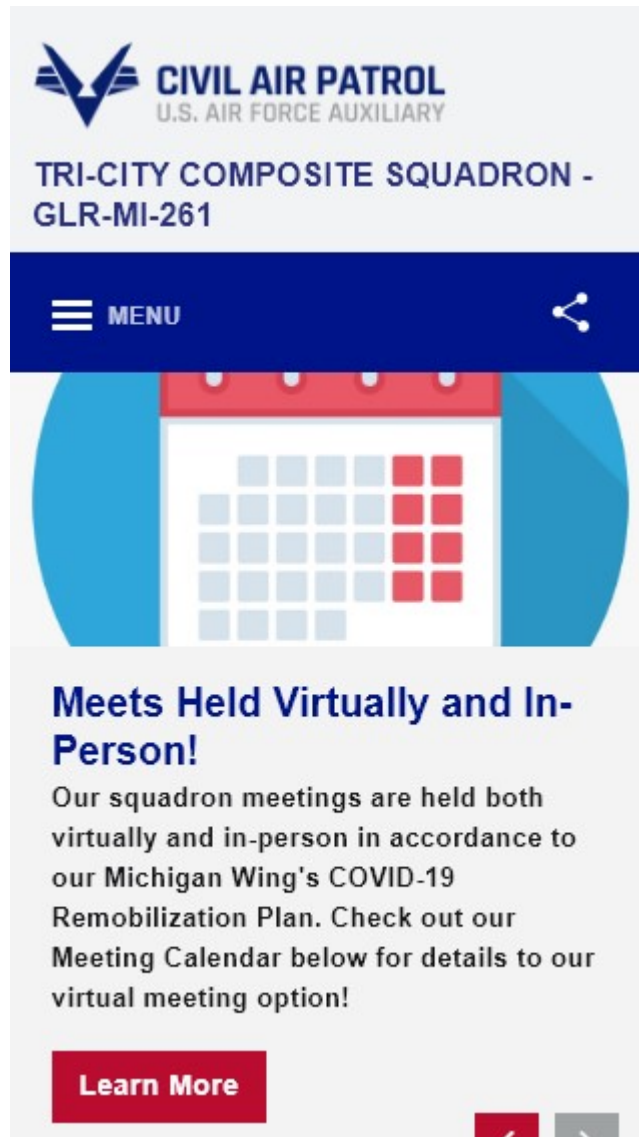 CIVIL AIR PATROL
U.S. AIR FORCE AUXILIARY
TRI-CITY COMPOSITE SQUADRON -
GLR-MI-261
MENU
Meets Held Virtually and In-
Person!
Our squadron meetings are held both
virtually and in-person in accordance to
our Michigan Wing's COVID-19
Remobilization Plan. Check out our
Meeting Calendar below for details to our
virtual meeting option!
Learn More